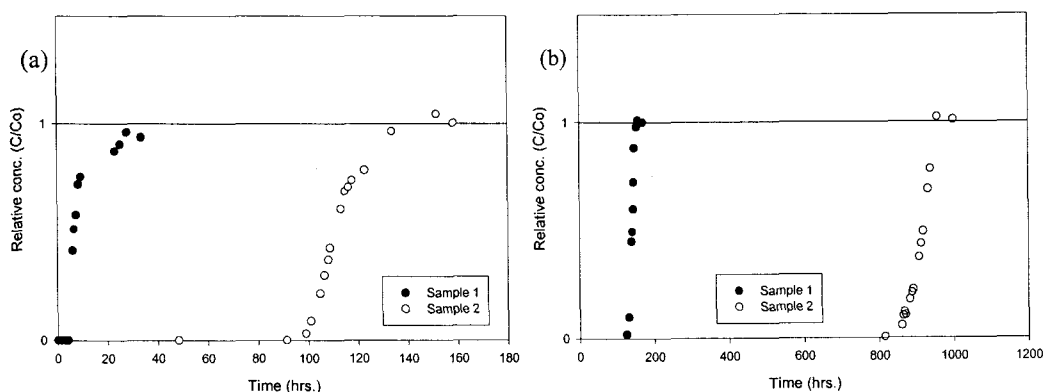 (a)
Relative conc. (C/Co)
1
0
0 20 40 60 80 100 120 140 160 180
Time (hrs.)
Sample 1
Sample 2
(b)
Relative conc. (C/Co)
1
0
0 200 400 600 800 1000 1200
Time (hrs.)
Sample 1
Sample 2